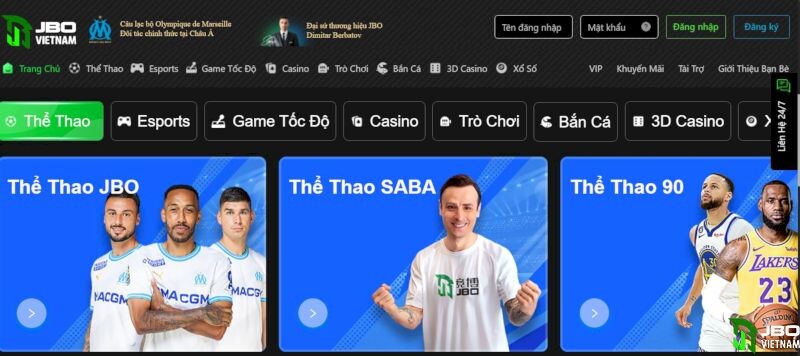 JBO
VIETNAM
Câu lạc bộ Olympique de Marseille
Đối tác chính thức tại Châu Á
Đại sứ thương hiệu JBO
Dimitar Berbatov
Tên đăng nhập
Mật khẩu
Đăng nhập
Đăng ký
Trang Chủ
Thể Thao
Esports
Game Tốc Độ
Casino
Trò Chơi
Bắn Cá
3D Casino
Xổ Số
VIP
Khuyến Mãi
Tài Trợ
Giới Thiệu Bạn Bè
Liên Hệ 24/7
Thể Thao
Esports
Game Tốc Độ
Casino
Trò Chơi
Bắn Cá
3D Casino
X
Thể Thao JBO
Thể Thao SABA
Thể Thao 90
MACGM
CMACGM
MACGM
竞博
JBO
LAKERS
23
JBO
VIETNAM